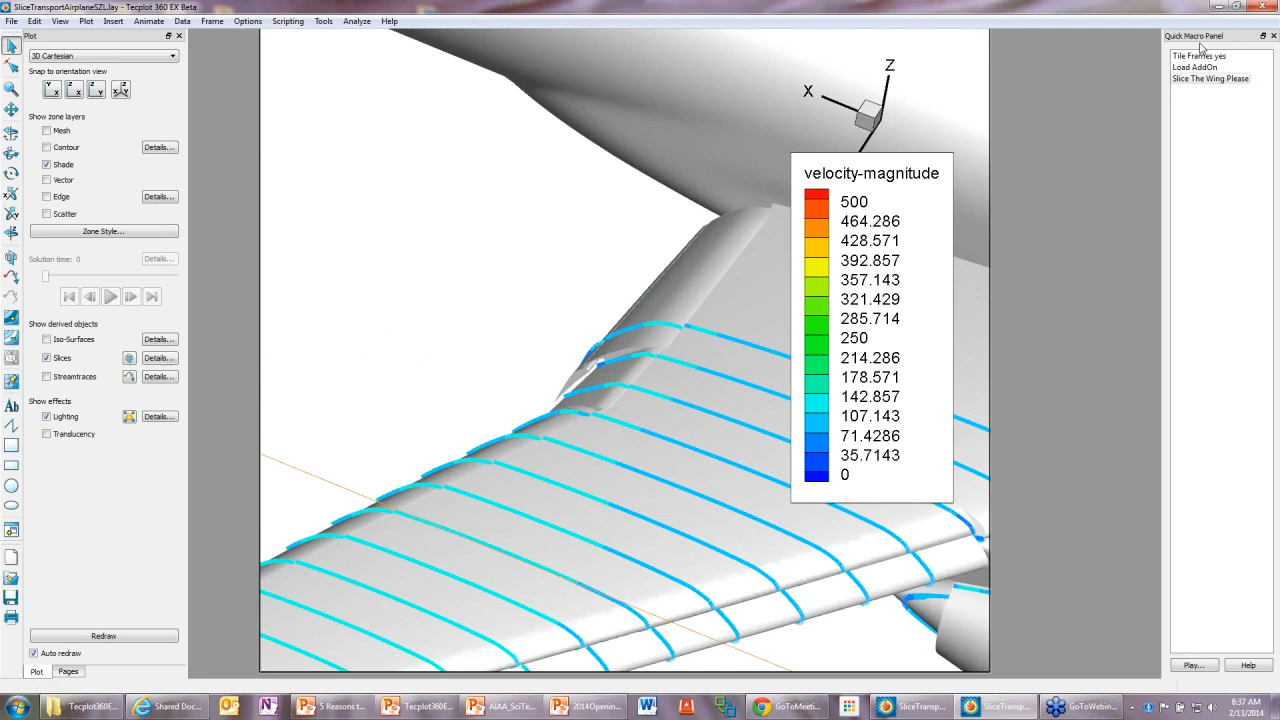 SliceTransportAirplaneSZL.lay - Tecplot 360 EX Beta
File Edit View Plot Insert Animate Data Frame Options Scripting Tools Analyze Help
Plot
3D Cartesian
Snap to orientation view
Show zone layers
Mesh
Contour Details...
Shade
Vector
Edge Details...
Scatter
Zone Style...
Solution time: 0 Details...
Show derived objects
Iso-Surfaces Details...
Slices Details...
Streamtraces Details...
Show effects
Lighting Details...
Translucency
Redraw
Auto redraw
Plot Pages
Z
X
velocity-magnitude
500
464.286
428.571
392.857
357.143
321.429
285.714
250
214.286
178.571
142.857
107.143
71.4286
35.7143
0
Quick Macro Panel
Tile Frames yes
Load AddOn
Slice The Wing Please
Play... Help
Tecplot360E... Shared Doc... 5 Reasons t... Tecplot360E... AIAA_SciTe... 2014Openin... GoToMeeti... SliceTransp... SliceTransp... GoToWebin...
8:37 AM
2/13/2014